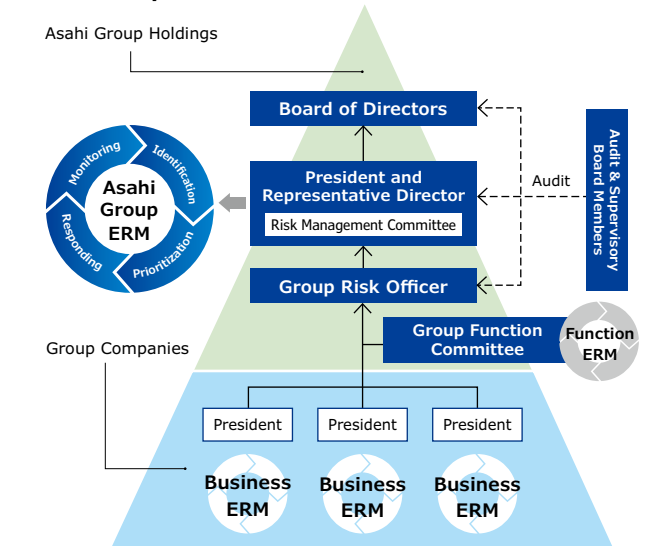 Asahi Group Holdings
Board of Directors
President and
Representative Director
Risk Management Committee
Group Risk Officer
Audit
Audit & Supervisory
Board Members
Monitoring
Identification
Prioritization
Responding
Asahi
Group
ERM
Group Function
Committee
Function
ERM
Group Companies
President
President
President
Business
ERM
Business
ERM
Business
ERM